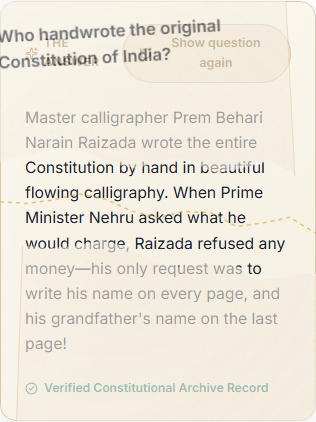 Who handwrote the original
Constitution of India?
THE
ANSWER
Show question
again
Master calligrapher Prem Behari
Narain Raizada wrote the entire
Constitution by hand in beautiful
flowing calligraphy. When Prime
Minister Nehru asked what he
would charge, Raizada refused any
money—his only request was to
write his name on every page, and
his grandfather's name on the last
page!
Verified Constitutional Archive Record